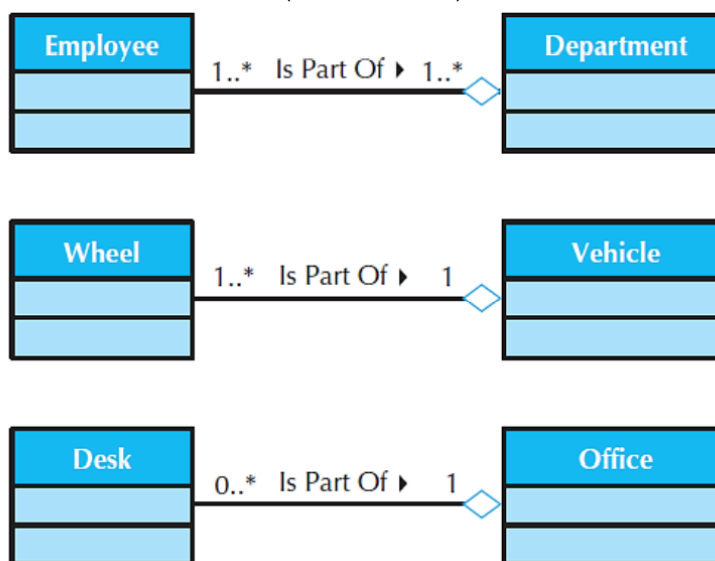 Employee
1..* Is Part Of 1..*
Department
Wheel
1..* Is Part Of 1
Vehicle
Desk
0..* Is Part Of 1
Office